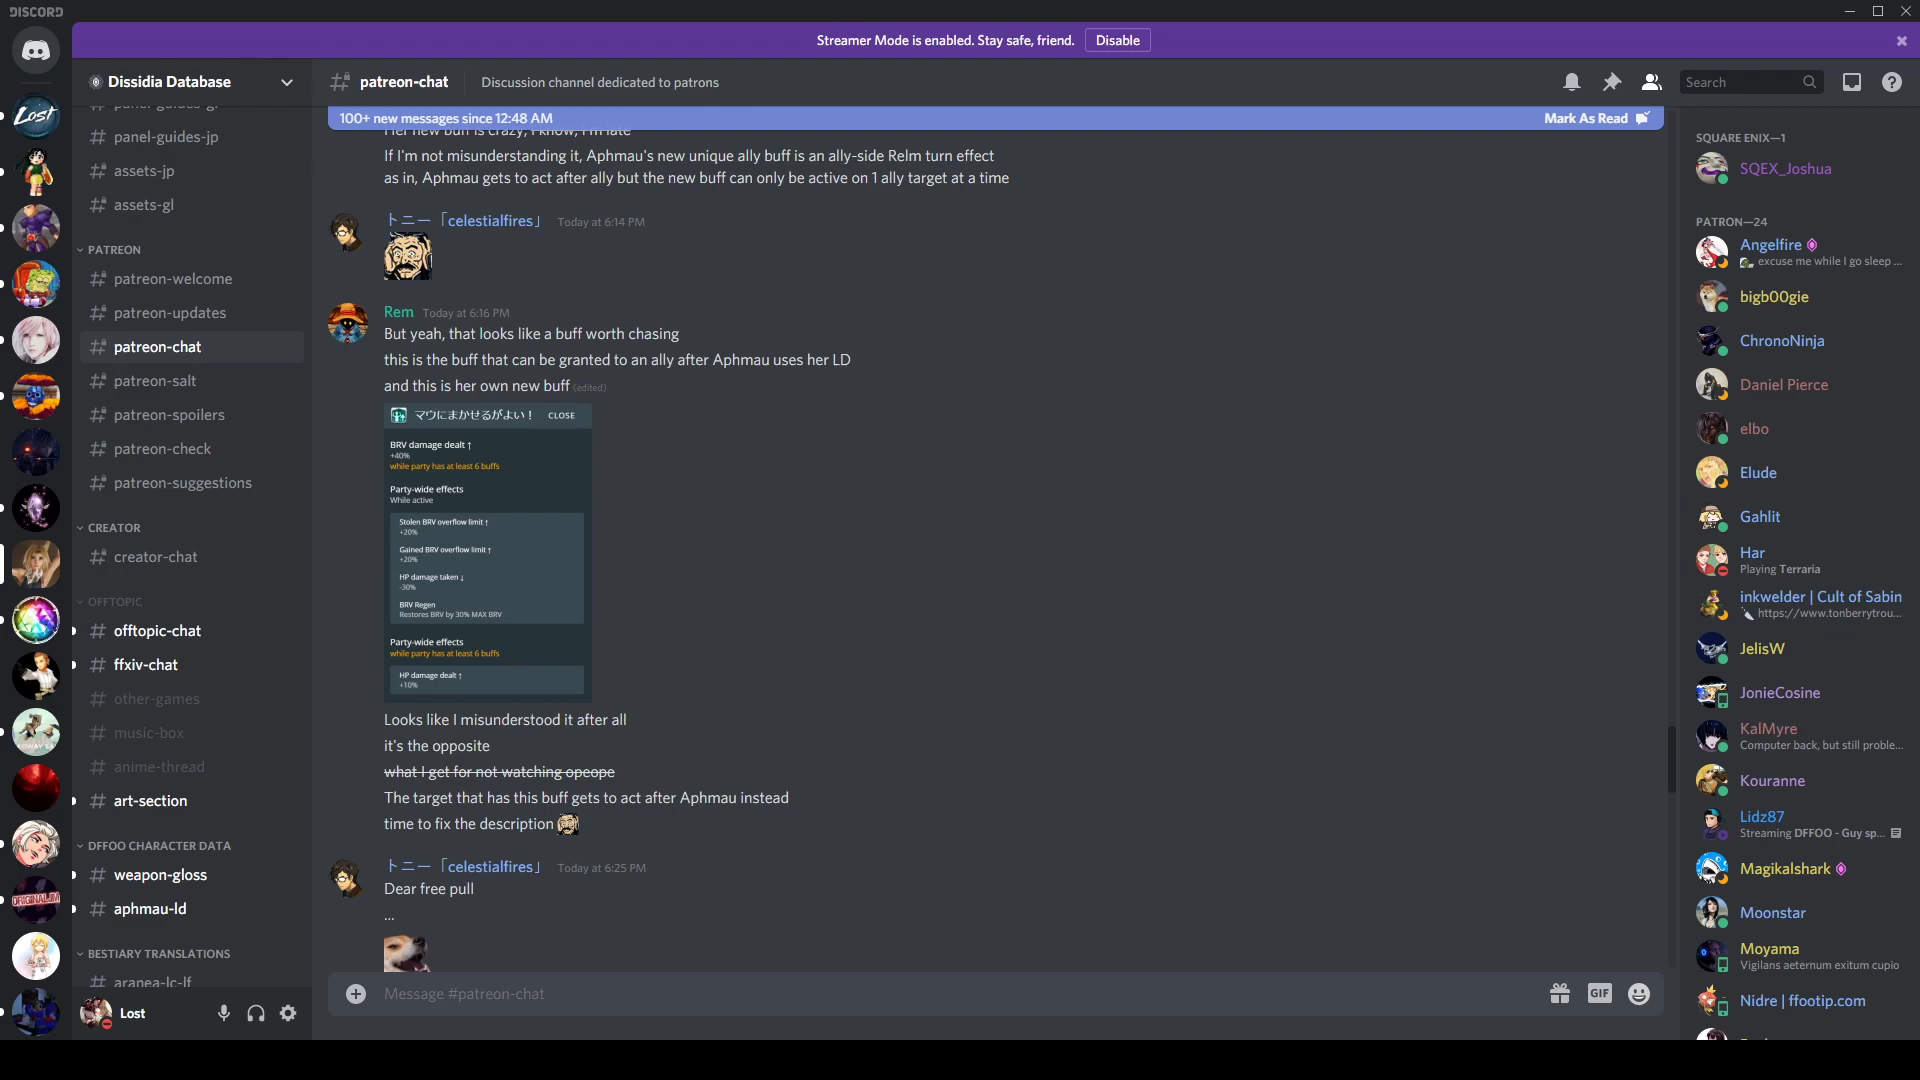 DISCORD
Streamer Mode is enabled. Stay safe, friend.
Disable
LOST
ORIGINALJM
Dissidia Database
panel-guides-gl
panel-guides-jp
assets-jp
assets-gl
PATREON
patreon-welcome
patreon-updates
patreon-chat
patreon-salt
patreon-spoilers
patreon-check
patreon-suggestions
CREATOR
creator-chat
OFFTOPIC
offtopic-chat
ffxiv-chat
other-games
music-box
anime-thread
art-section
DFFOO CHARACTER DATA
weapon-gloss
aphmau-ld
BESTIARY TRANSLATIONS
aranea-lc-lf
Lost
patreon-chat
Discussion channel dedicated to patrons
Search
100+ new messages since 12:48 AM
Mark As Read
Her new buff is crazy, I know, I'm late
If I'm not misunderstanding it, Aphmau's new unique ally buff is an ally-side Relm turn effect
as in, Aphmau gets to act after ally but the new buff can only be active on 1 ally target at a time
トニー「celestialfires」 Today at 6:14 PM
Rem Today at 6:16 PM
But yeah, that looks like a buff worth chasing
this is the buff that can be granted to an ally after Aphmau uses her LD
and this is her own new buff (edited)
マウにまかせるがよい！ CLOSE
BRV damage dealt ↑
+40%
while party has at least 6 buffs
Party-wide effects
While active
Stolen BRV overflow limit ↑
+20%
Gained BRV overflow limit ↑
+20%
HP damage taken ↓
-30%
BRV Regen
Restores BRV by 30% MAX BRV
Party-wide effects
while party has at least 6 buffs
HP damage dealt ↑
+10%
Looks like I misunderstood it after all
it's the opposite
what I get for not watching opeope
The target that has this buff gets to act after Aphmau instead
time to fix the description
トニー「celestialfires」 Today at 6:25 PM
Dear free pull
...
Message #patreon-chat
GIF
SQUARE ENIX—1
SQEX_Joshua
PATRON—24
Angelfire
excuse me while I go sleep ...
bigb00gie
ChronoNinja
Daniel Pierce
elbo
Elude
Gahlit
Har
Playing Terraria
inkwelder | Cult of Sabin
https://www.tonberrytrou...
JelisW
JonieCosine
KalMyre
Computer back, but still proble...
Kouranne
Lidz87
Streaming DFFOO - Guy sp...
Magikalshark
Moonstar
Moyama
Vigilans aeternum exitum cupio
Nidre | ffootip.com